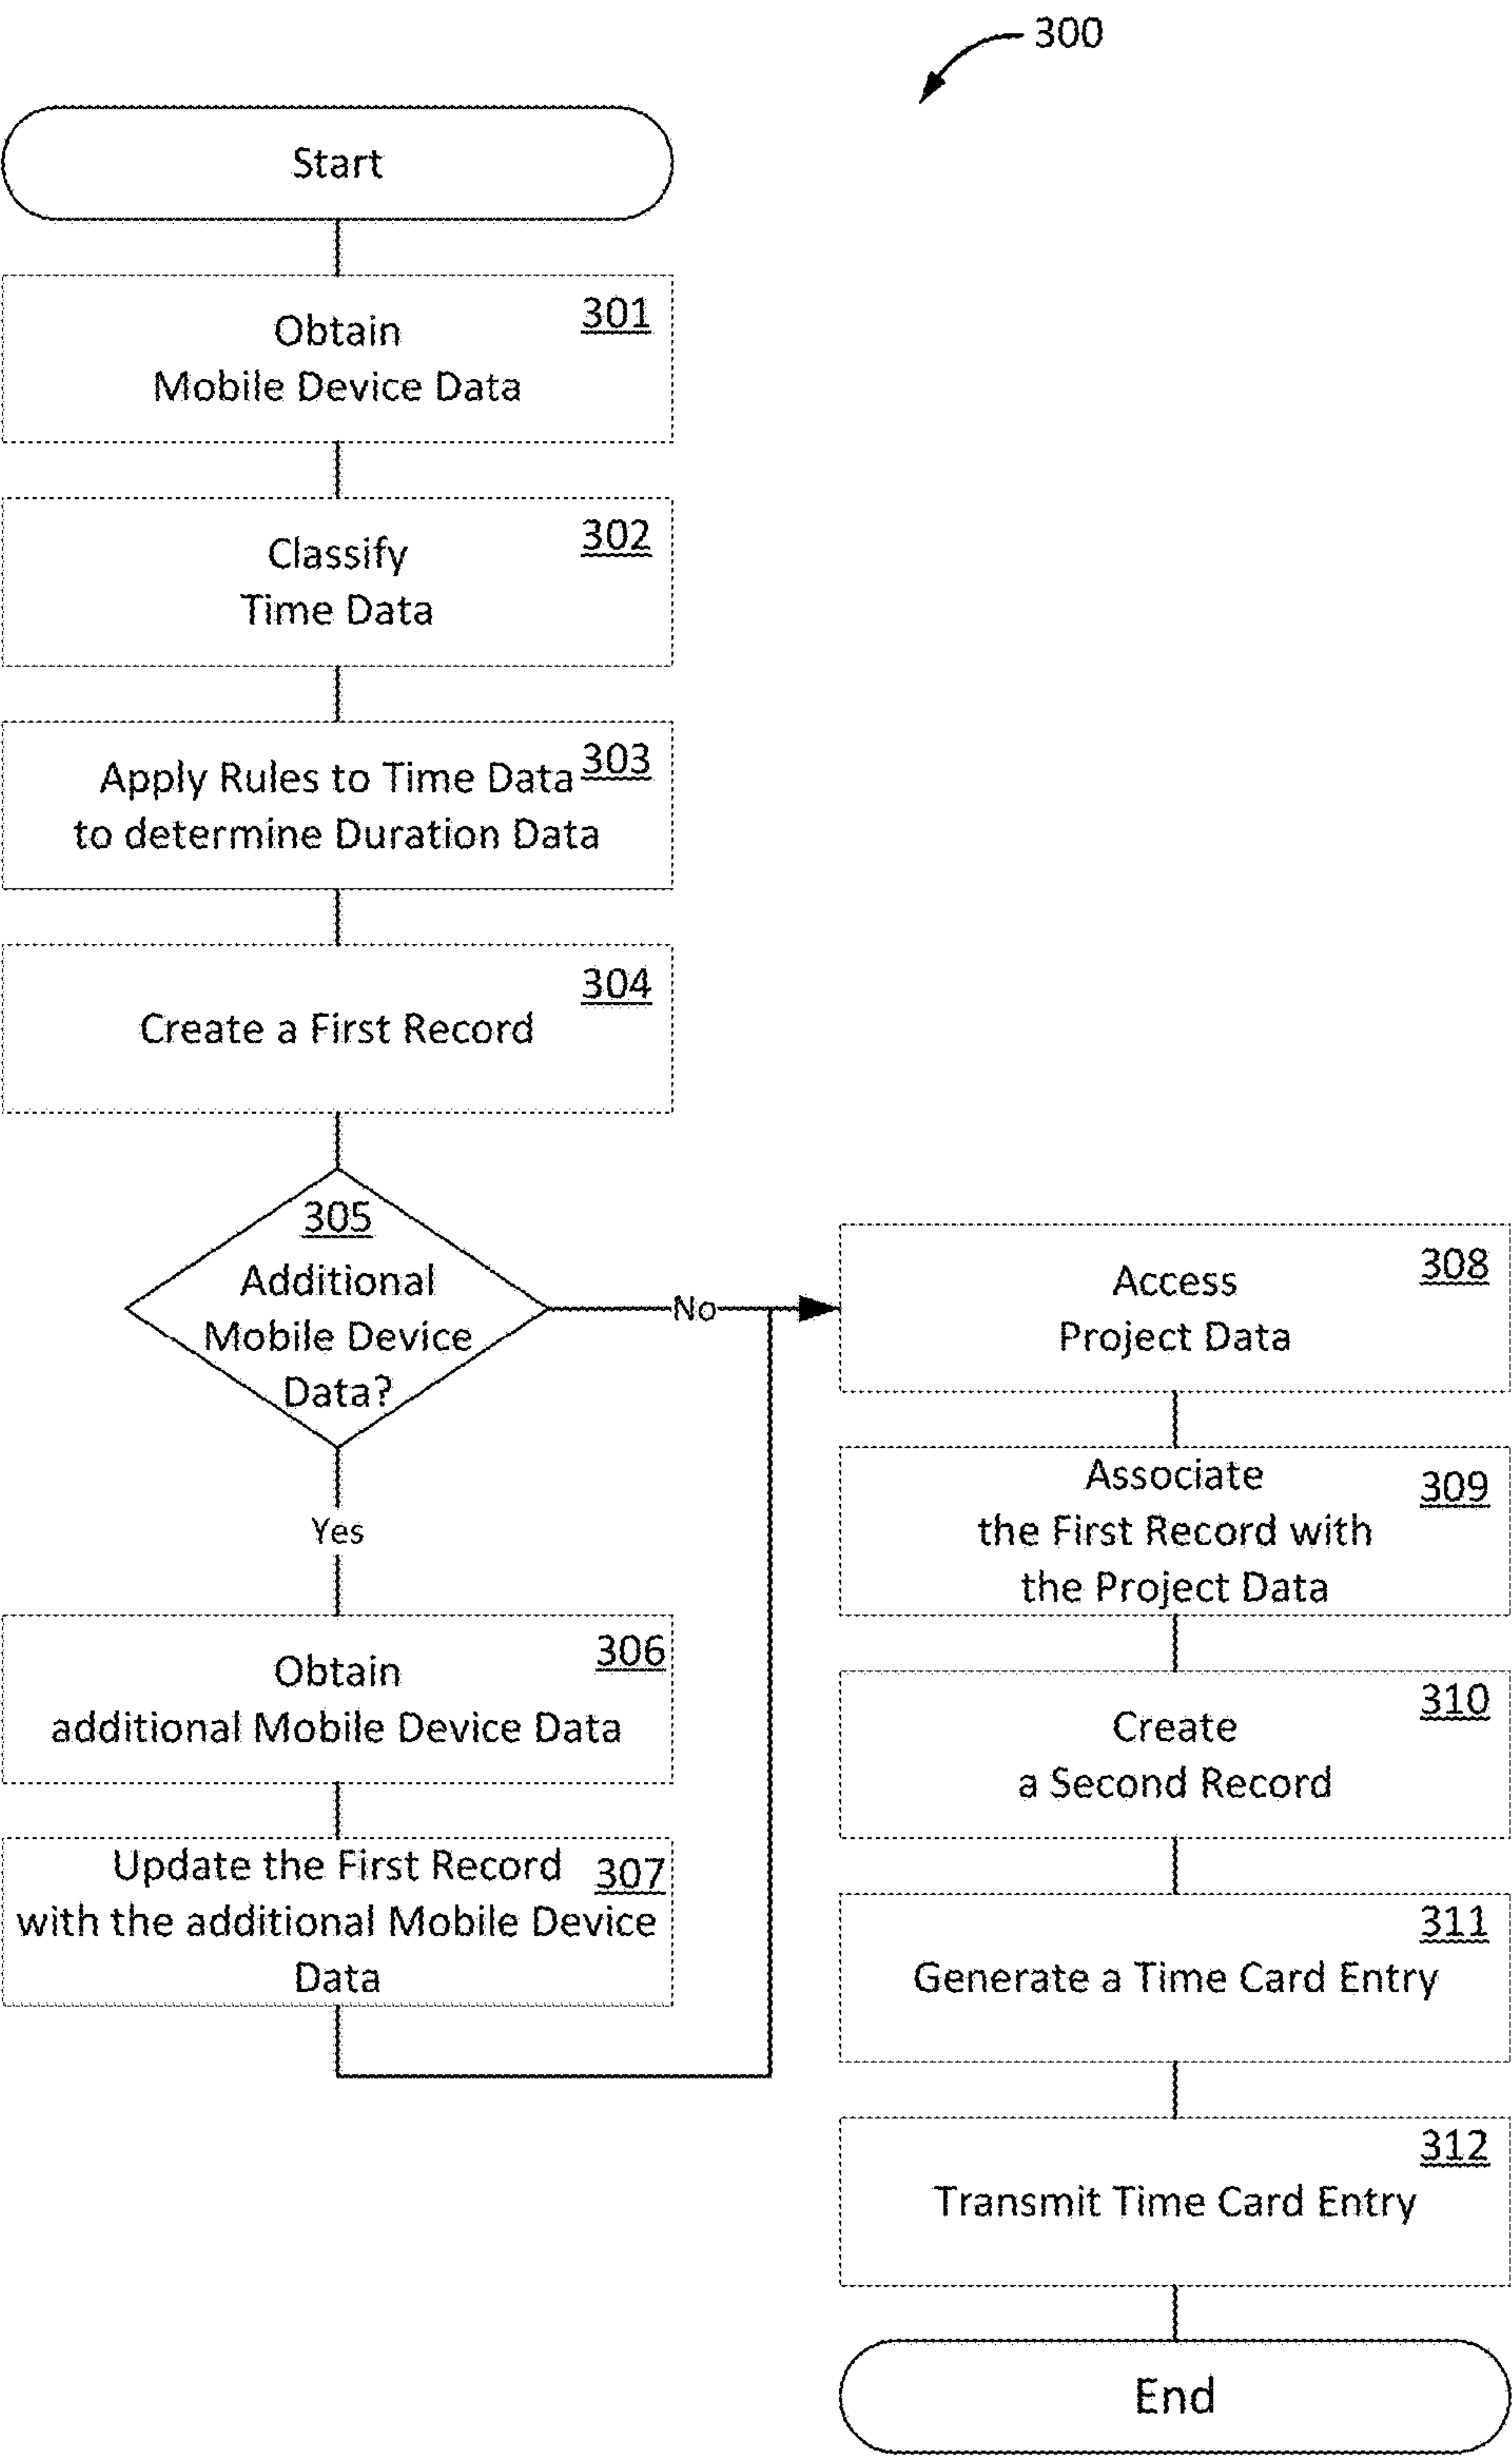 300
Start
301
Obtain
Mobile Device Data
302
Classify
Time Data
303
Apply Rules to Time Data
to determine Duration Data
304
Create a First Record
305
Additional
Mobile Device
Data?
No
Yes
306
Obtain
additional Mobile Device Data
307
Update the First Record
with the additional Mobile Device
Data
308
Access
Project Data
309
Associate
the First Record with
the Project Data
310
Create
a Second Record
311
Generate a Time Card Entry
312
Transmit Time Card Entry
End